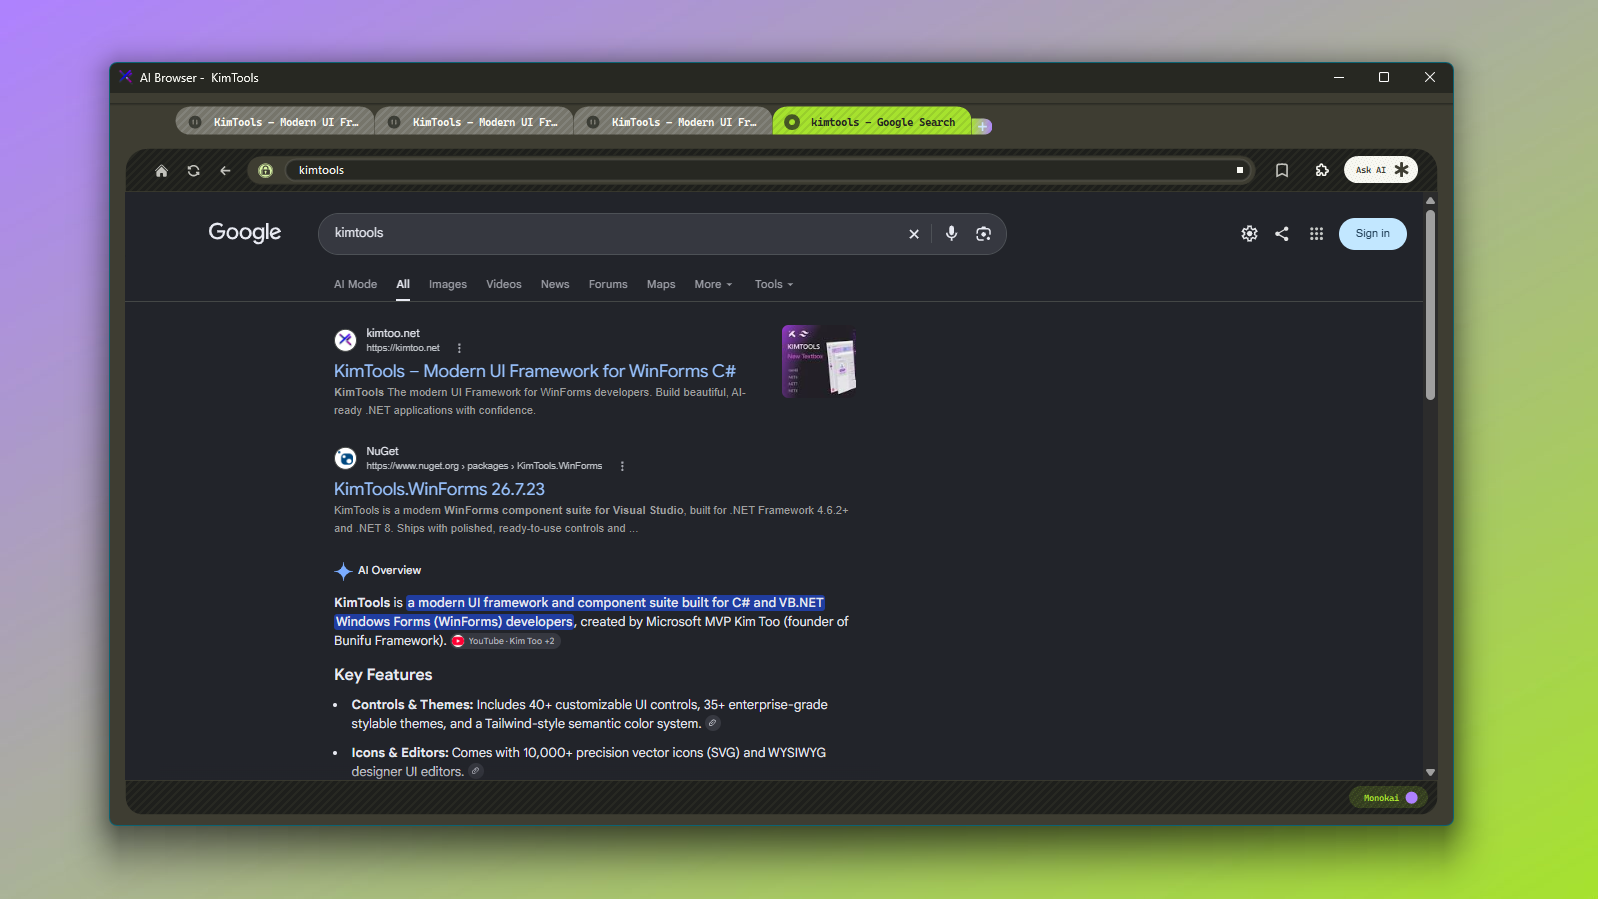 AI Browser - KimTools
KimTools – Modern UI Fr…
KimTools – Modern UI Fr…
KimTools – Modern UI Fr…
kimtools – Google Search
kimtools
Ask AI
Google
kimtools
Sign in
AI Mode
All
Images
Videos
News
Forums
Maps
More
Tools
kimtoo.net
https://kimtoo.net
KimTools – Modern UI Framework for WinForms C#
KimTools The modern UI Framework for WinForms developers. Build beautiful, AI-
ready .NET applications with confidence.
KIMTOOLS
New Textbox
NuGet
https://www.nuget.org › packages › KimTools.WinForms
KimTools.WinForms 26.7.23
KimTools is a modern WinForms component suite for Visual Studio, built for .NET Framework 4.6.2+
and .NET 8. Ships with polished, ready-to-use controls and ...
AI Overview
KimTools is a modern UI framework and component suite built for C# and VB.NET
Windows Forms (WinForms) developers, created by Microsoft MVP Kim Too (founder of
Bunifu Framework). YouTube · Kim Too +2
Key Features
• Controls & Themes: Includes 40+ customizable UI controls, 35+ enterprise-grade
stylable themes, and a Tailwind-style semantic color system.
• Icons & Editors: Comes with 10,000+ precision vector icons (SVG) and WYSIWYG
designer UI editors.
Monokai